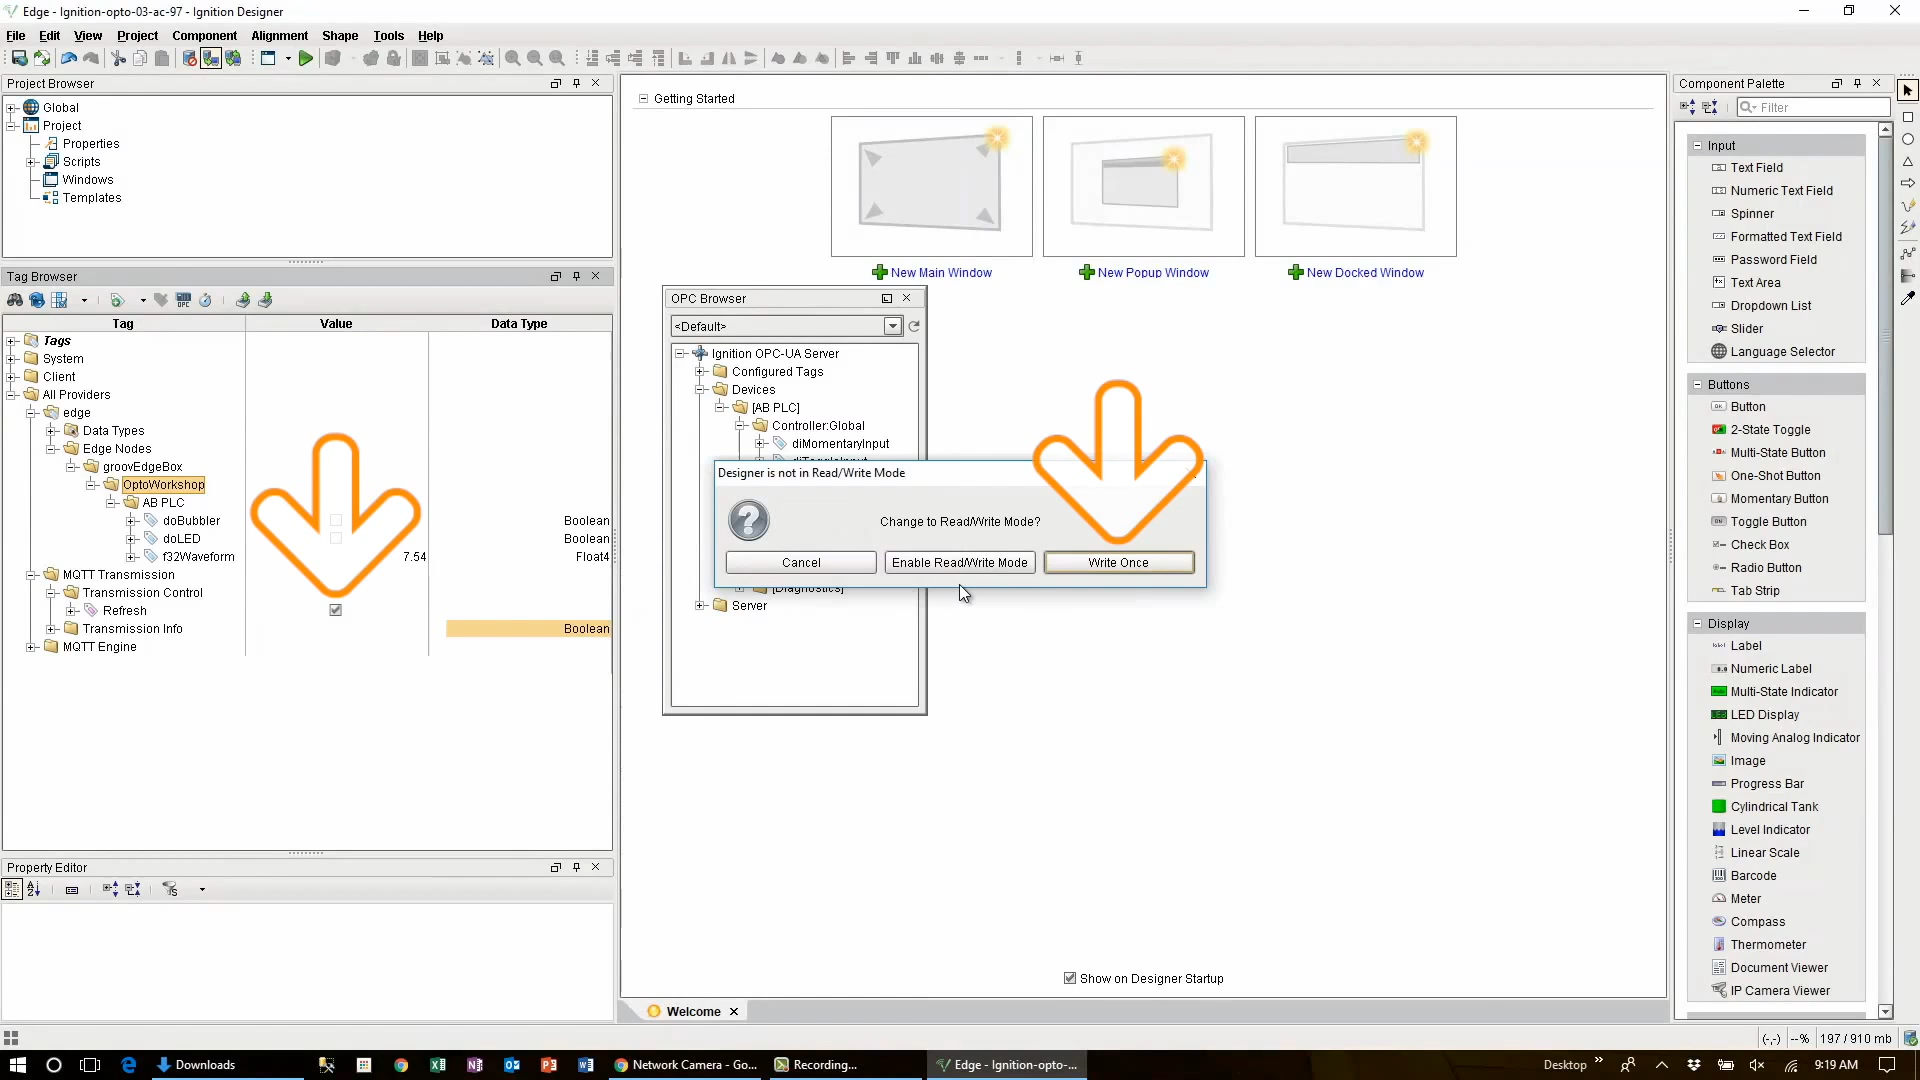 Edge - Ignition-opto-03-ac-97 - Ignition Designer
File Edit View Project Component Alignment Shape Tools Help
Project Browser
Global
Project
Properties
Scripts
Windows
Templates
Tag Browser
Tag Value Data Type
Tags
System
Client
All Providers
edge
Data Types
Edge Nodes
groovEdgeBox
OptoWorkshop
AB PLC
doBubbler Boolean
doLED Boolean
f32Waveform 7.54 Float4
MQTT Transmission
Transmission Control
Refresh
Transmission Info Boolean
MQTT Engine
Property Editor
Getting Started
New Main Window New Popup Window New Docked Window
OPC Browser
<Default>
Ignition OPC-UA Server
Configured Tags
Devices
[AB PLC]
Controller:Global
diMomentaryInput
diToggleInput
Designer is not in Read/Write Mode
Change to Read/Write Mode?
Cancel Enable Read/Write Mode Write Once
[Diagnostics]
Server
Show on Designer Startup
Welcome
Component Palette
Filter
Input
Text Field
Numeric Text Field
Spinner
Formatted Text Field
Password Field
Text Area
Dropdown List
Slider
Language Selector
Buttons
Button
2-State Toggle
Multi-State Button
One-Shot Button
Momentary Button
Toggle Button
Check Box
Radio Button
Tab Strip
Display
Label
Numeric Label
Multi-State Indicator
LED Display
Moving Analog Indicator
Image
Progress Bar
Cylindrical Tank
Level Indicator
Linear Scale
Barcode
Meter
Compass
Thermometer
Document Viewer
IP Camera Viewer
(-,-) --% 197 / 910 mb
Downloads Network Camera - Go... Recording... Edge - Ignition-opto-... Desktop 9:19 AM